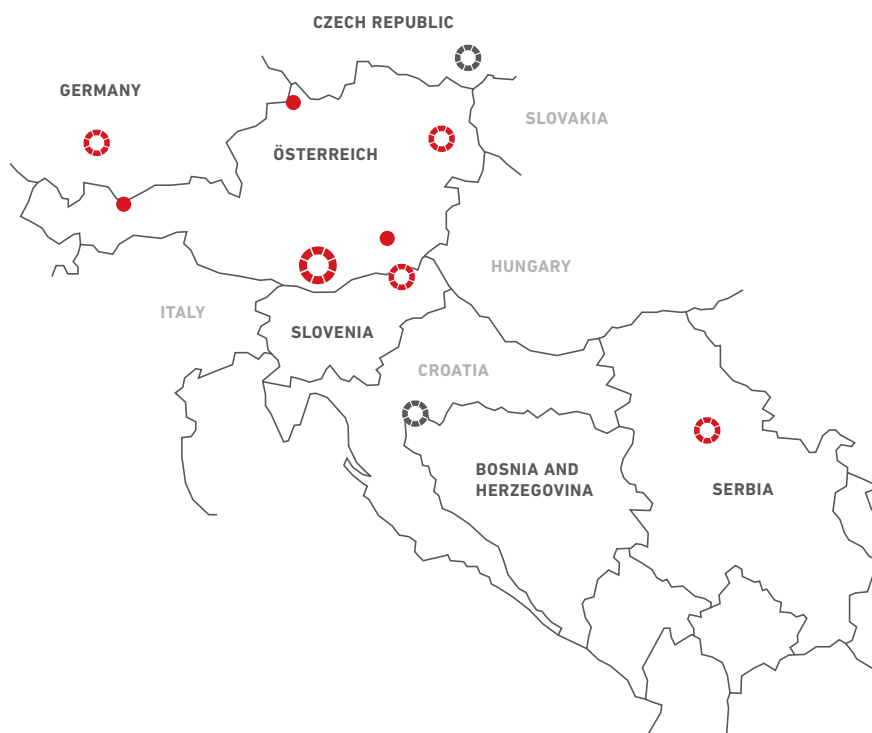 CZECH REPUBLIC
GERMANY
SLOVAKIA
ÖSTERREICH
HUNGARY
ITALY
SLOVENIA
CROATIA
BOSNIA AND
HERZEGOVINA
SERBIA